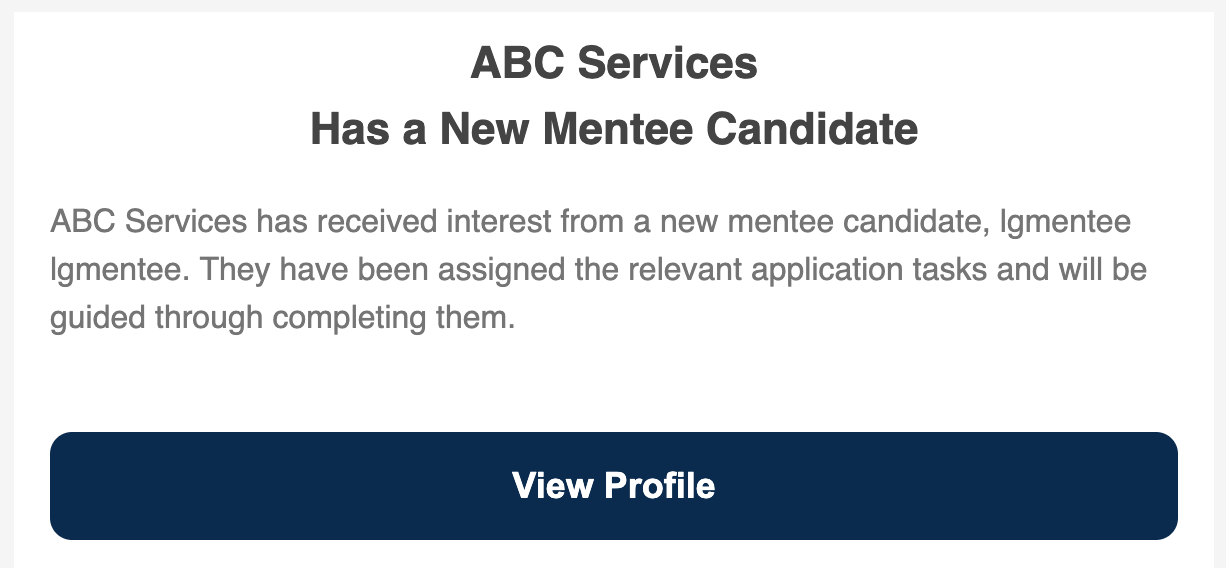 ABC Services
Has a New Mentee Candidate
ABC Services has received interest from a new mentee candidate, lgmentee
lgmentee. They have been assigned the relevant application tasks and will be
guided through completing them.
View Profile